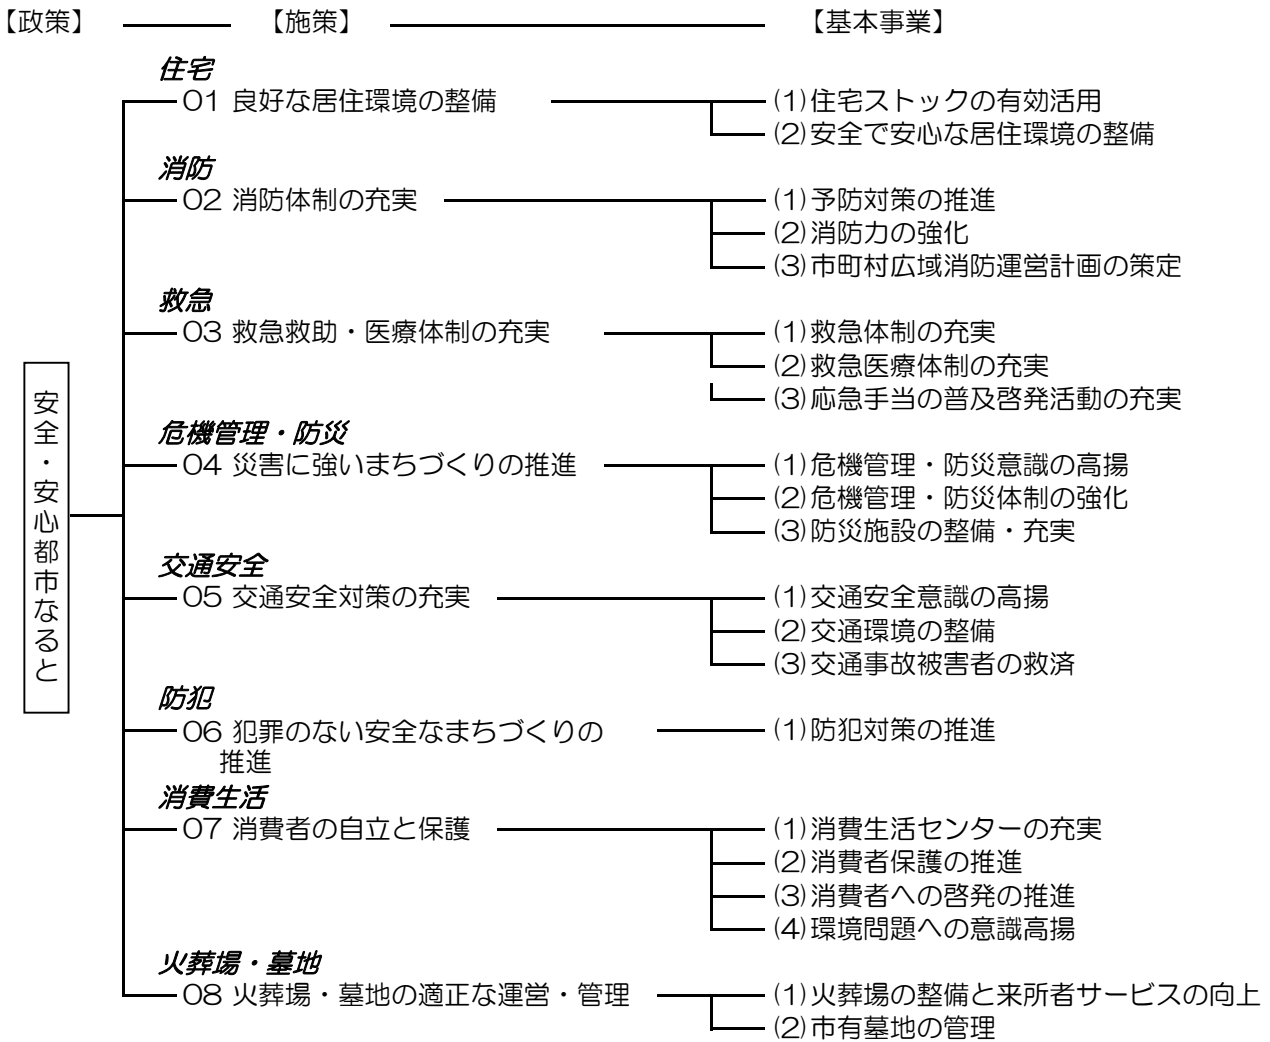 【政策】 【施策】 【基本事業】
住宅
01 良好な居住環境の整備 (1)住宅ストックの有効活用
(2)安全で安心な居住環境の整備
消防
02 消防体制の充実 (1)予防対策の推進
(2)消防力の強化
(3)市町村広域消防運営計画の策定
救急
03 救急救助・医療体制の充実 (1)救急体制の充実
(2)救急医療体制の充実
(3)応急手当の普及啓発活動の充実
安全・安心都市なると
危機管理・防災
04 災害に強いまちづくりの推進 (1)危機管理・防災意識の高揚
(2)危機管理・防災体制の強化
(3)防災施設の整備・充実
交通安全
05 交通安全対策の充実 (1)交通安全意識の高揚
(2)交通環境の整備
(3)交通事故被害者の救済
防犯
06 犯罪のない安全なまちづくりの (1)防犯対策の推進
推進
消費生活
07 消費者の自立と保護 (1)消費生活センターの充実
(2)消費者保護の推進
(3)消費者への啓発の推進
(4)環境問題への意識高揚
火葬場・墓地
08 火葬場・墓地の適正な運営・管理 (1)火葬場の整備と来所者サービスの向上
(2)市有墓地の管理